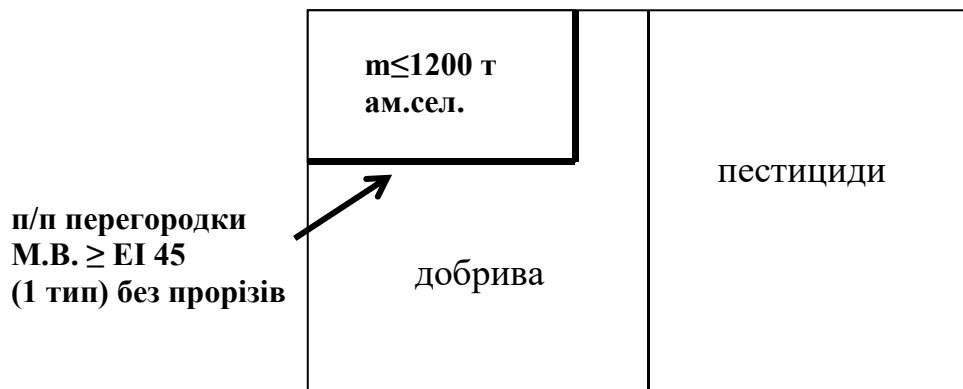 m≤1200 т
ам.сел.
пестициди
п/п перегородки
М.В. ≥ EI 45
(1 тип) без прорізів
добрива